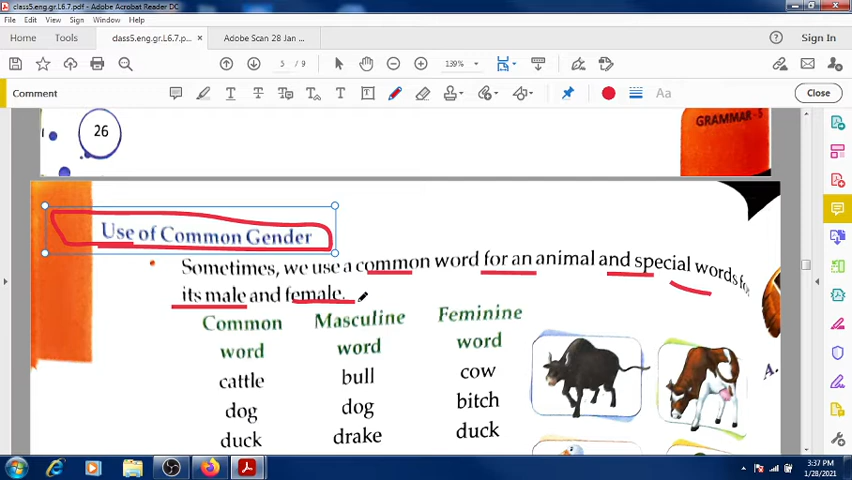 class5.eng.gr.L6.7.pdf - Adobe Acrobat Reader DC
File Edit View Sign Window Help
Home Tools class5.eng.gr.L6.7.p... × Adobe Scan 28 Jan ... Sign In
5 / 9 139%
Comment Aa Close
26
GRAMMAR - 5
Use of Common Gender
Sometimes, we use a common word for an animal and special words fo
its male and female.
Common word Masculine word Feminine word
cattle bull cow
dog dog bitch
duck drake duck
A.
3:37 PM
1/28/2021